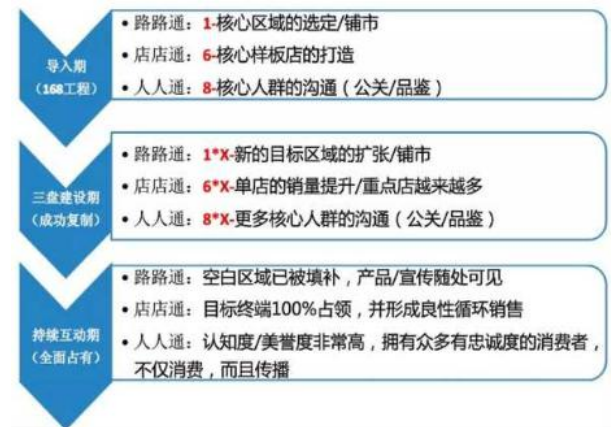 导入期
（168工程）
• 路路通：1-核心区域的选定/铺市
• 店店通：6-核心样板店的打造
• 人人通：8-核心人群的沟通（公关/品鉴）
三盘建设期
（成功复制）
• 路路通：1*X-新的目标区域的扩张/铺市
• 店店通：6*X-单店的销量提升/重点店越来越多
• 人人通：8*X-更多核心人群的沟通（公关/品鉴）
持续互动期
（全面占有）
• 路路通：空白区域已被填补，产品/宣传随处可见
• 店店通：目标终端100%占领，并形成良性循环销售
• 人人通：认知度/美誉度非常高，拥有众多有忠诚度的消费者，
不仅消费，而且传播